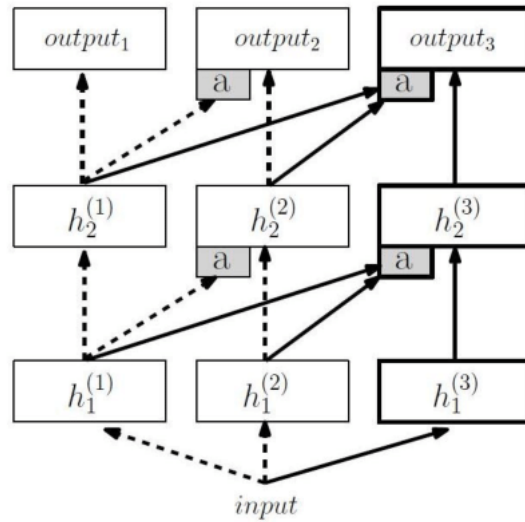 output₁ output₂ output₃
a a
h₂⁽¹⁾ h₂⁽²⁾ h₂⁽³⁾
a a
h₁⁽¹⁾ h₁⁽²⁾ h₁⁽³⁾
input